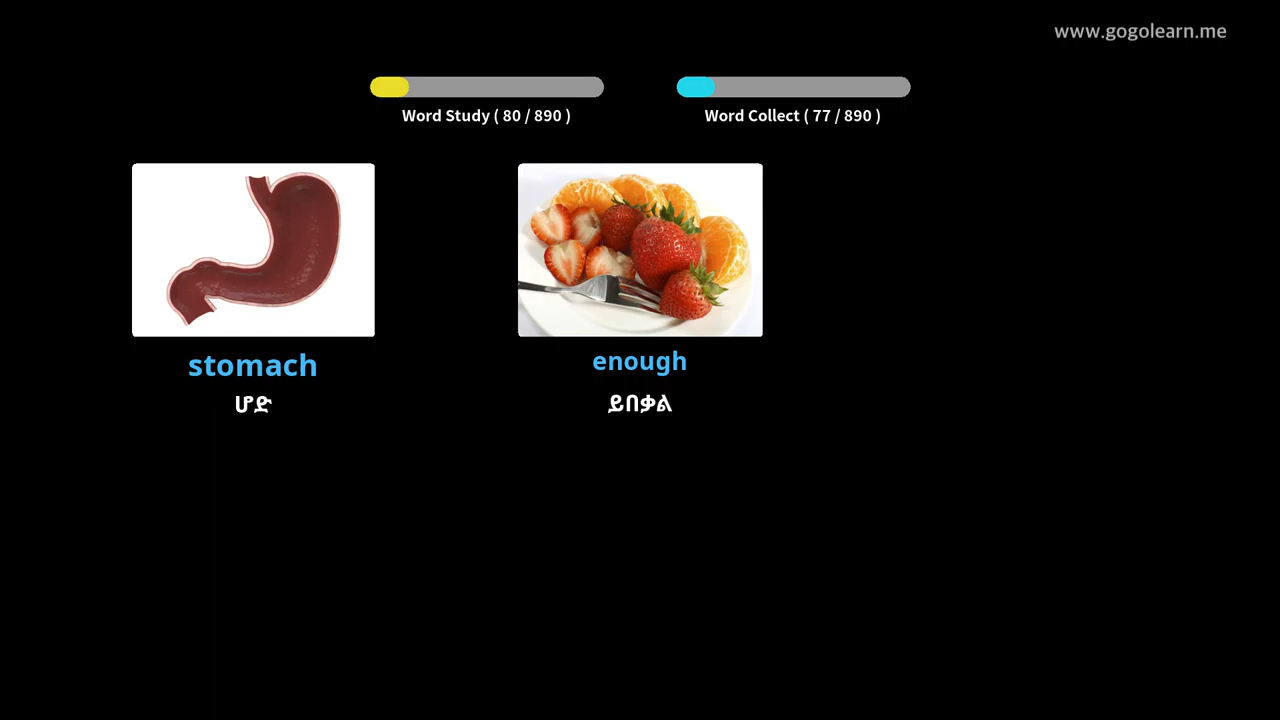 www.gogolearn.me
Word Study ( 80 / 890 )
Word Collect ( 77 / 890 )
stomach
ሆድ
enough
ይበቃል